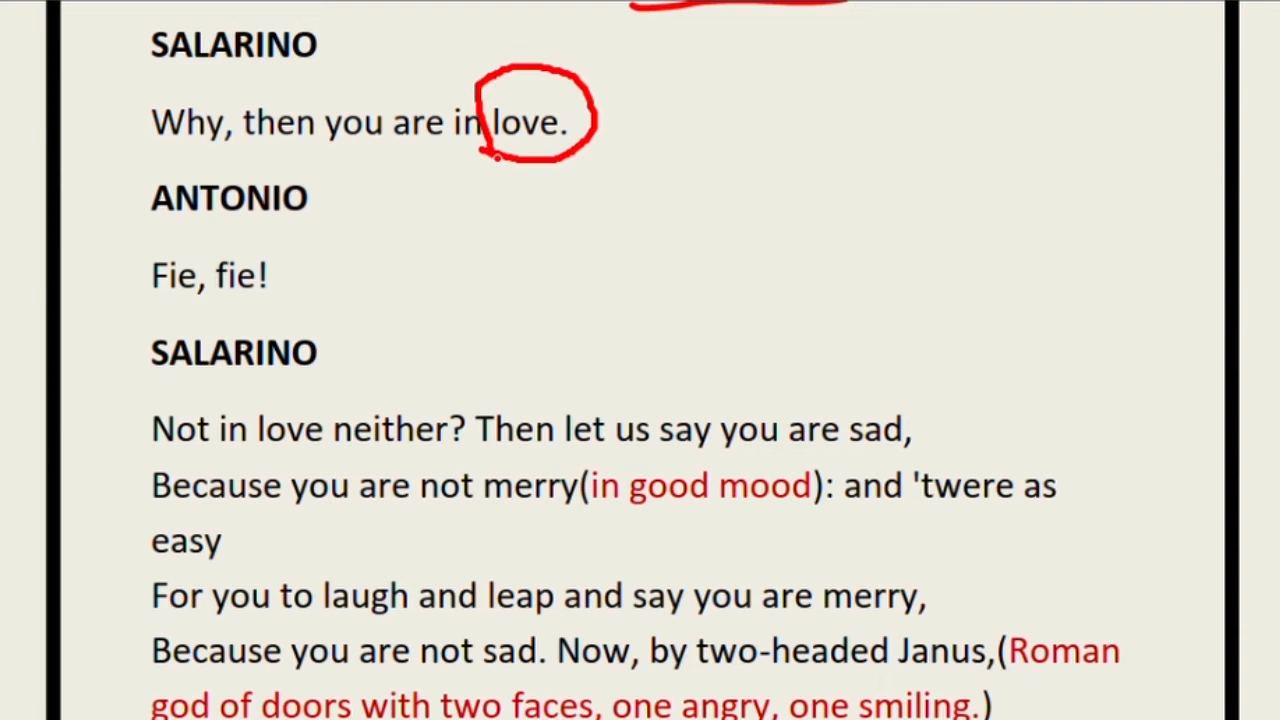 SALARINO
Why, then you are in love.
ANTONIO
Fie, fie!
SALARINO
Not in love neither? Then let us say you are sad,
Because you are not merry(in good mood): and 'twere as
easy
For you to laugh and leap and say you are merry,
Because you are not sad. Now, by two-headed Janus,(Roman
god of doors with two faces, one angry, one smiling.)